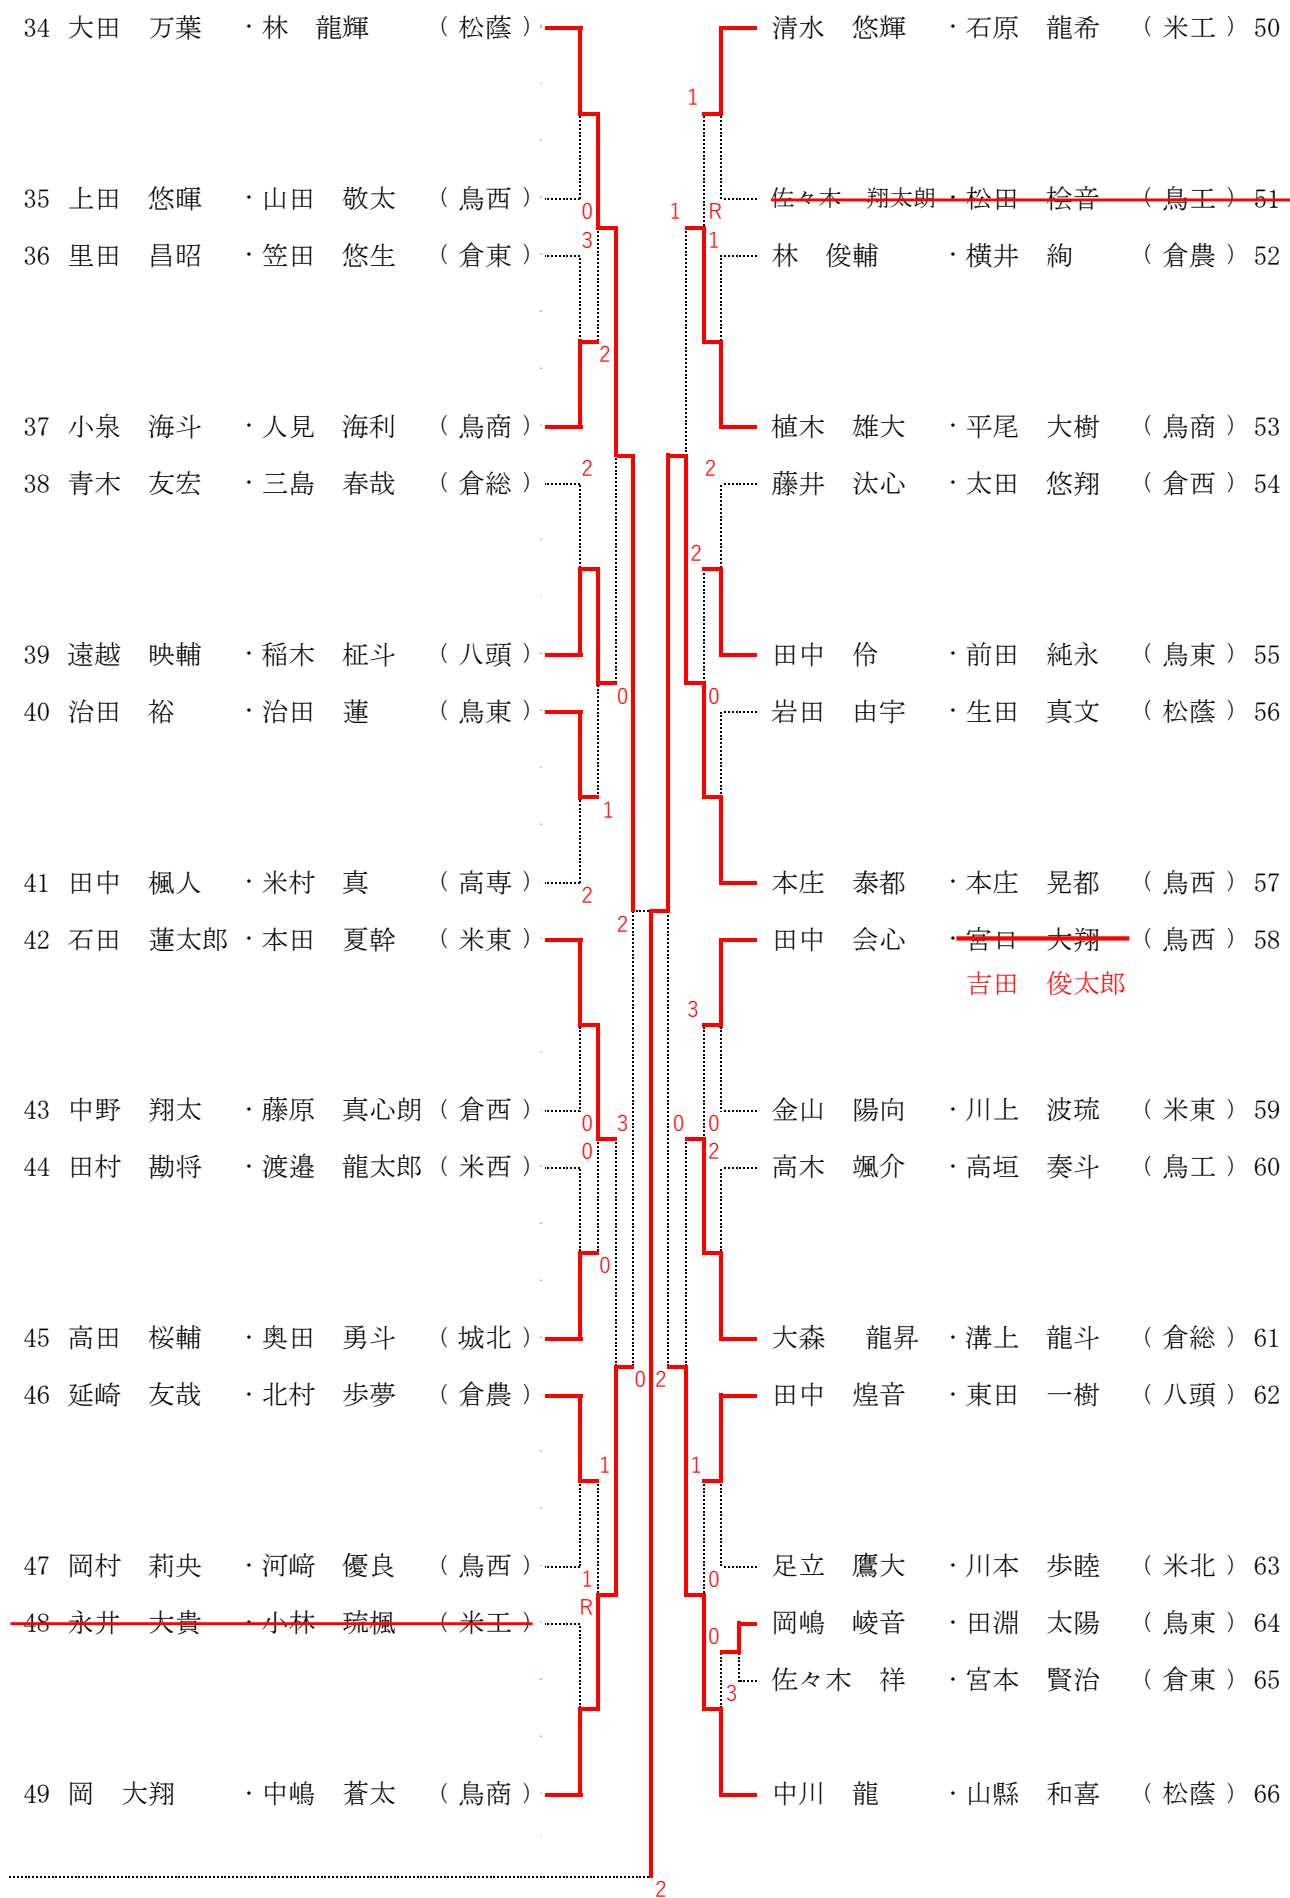 34 大田　万葉 ・林　龍輝 （ 松蔭 ）
35 上田　悠暉 ・山田　敬太 （ 鳥西 ）
0
3
36 里田　昌昭 ・笠田　悠生 （ 倉東 ）
2
37 小泉　海斗 ・人見　海利 （ 鳥商 ）
2
38 青木　友宏 ・三島　春哉 （ 倉総 ）
39 遠越　映輔 ・稲木　柾斗 （ 八頭 ）
0
40 治田　裕 ・治田　蓮 （ 鳥東 ）
1
41 田中　楓人 ・米村　真 （ 高専 ）
2
2
42 石田　蓮太郎 ・本田　夏幹 （ 米東 ）
43 中野　翔太 ・藤原　真心朗 （ 倉西 ）
0 3
0
44 田村　勘将 ・渡邉　龍太郎 （ 米西 ）
0
45 高田　桜輔 ・奥田　勇斗 （ 城北 ）
0
46 延崎　友哉 ・北村　歩夢 （ 倉農 ）
1
47 岡村　莉央 ・河﨑　優良 （ 鳥西 ）
1
R
48 永井　大貴 ・小林　琉楓 （ 米工 ）
49 岡　大翔 ・中嶋　蒼太 （ 鳥商 ）
清水　悠輝 ・石原　龍希 （ 米工 ） 50
1
佐々木　翔太朗 ・松田　桧音 （ 鳥工 ） 51
1 R
1
林　俊輔 ・横井　絢 （ 倉農 ） 52
植木　雄大 ・平尾　大樹 （ 鳥商 ） 53
2
藤井　汰心 ・太田　悠翔 （ 倉西 ） 54
2
田中　伶 ・前田　純永 （ 鳥東 ） 55
0
岩田　由宇 ・生田　真文 （ 松蔭 ） 56
本庄　泰都 ・本庄　晃都 （ 鳥西 ） 57
田中　会心 ・宮口　大翔 （ 鳥西 ） 58
吉田　俊太郎
3
金山　陽向 ・川上　波琉 （ 米東 ） 59
0 0
2
高木　颯介 ・高垣　奏斗 （ 鳥工 ） 60
大森　龍昇 ・溝上　龍斗 （ 倉総 ） 61
2
田中　煌音 ・東田　一樹 （ 八頭 ） 62
1
足立　鷹大 ・川本　歩睦 （ 米北 ） 63
0
岡嶋　崚音 ・田淵　太陽 （ 鳥東 ） 64
0
佐々木　祥 ・宮本　賢治 （ 倉東 ） 65
3
中川　龍 ・山縣　和喜 （ 松蔭 ） 66
2